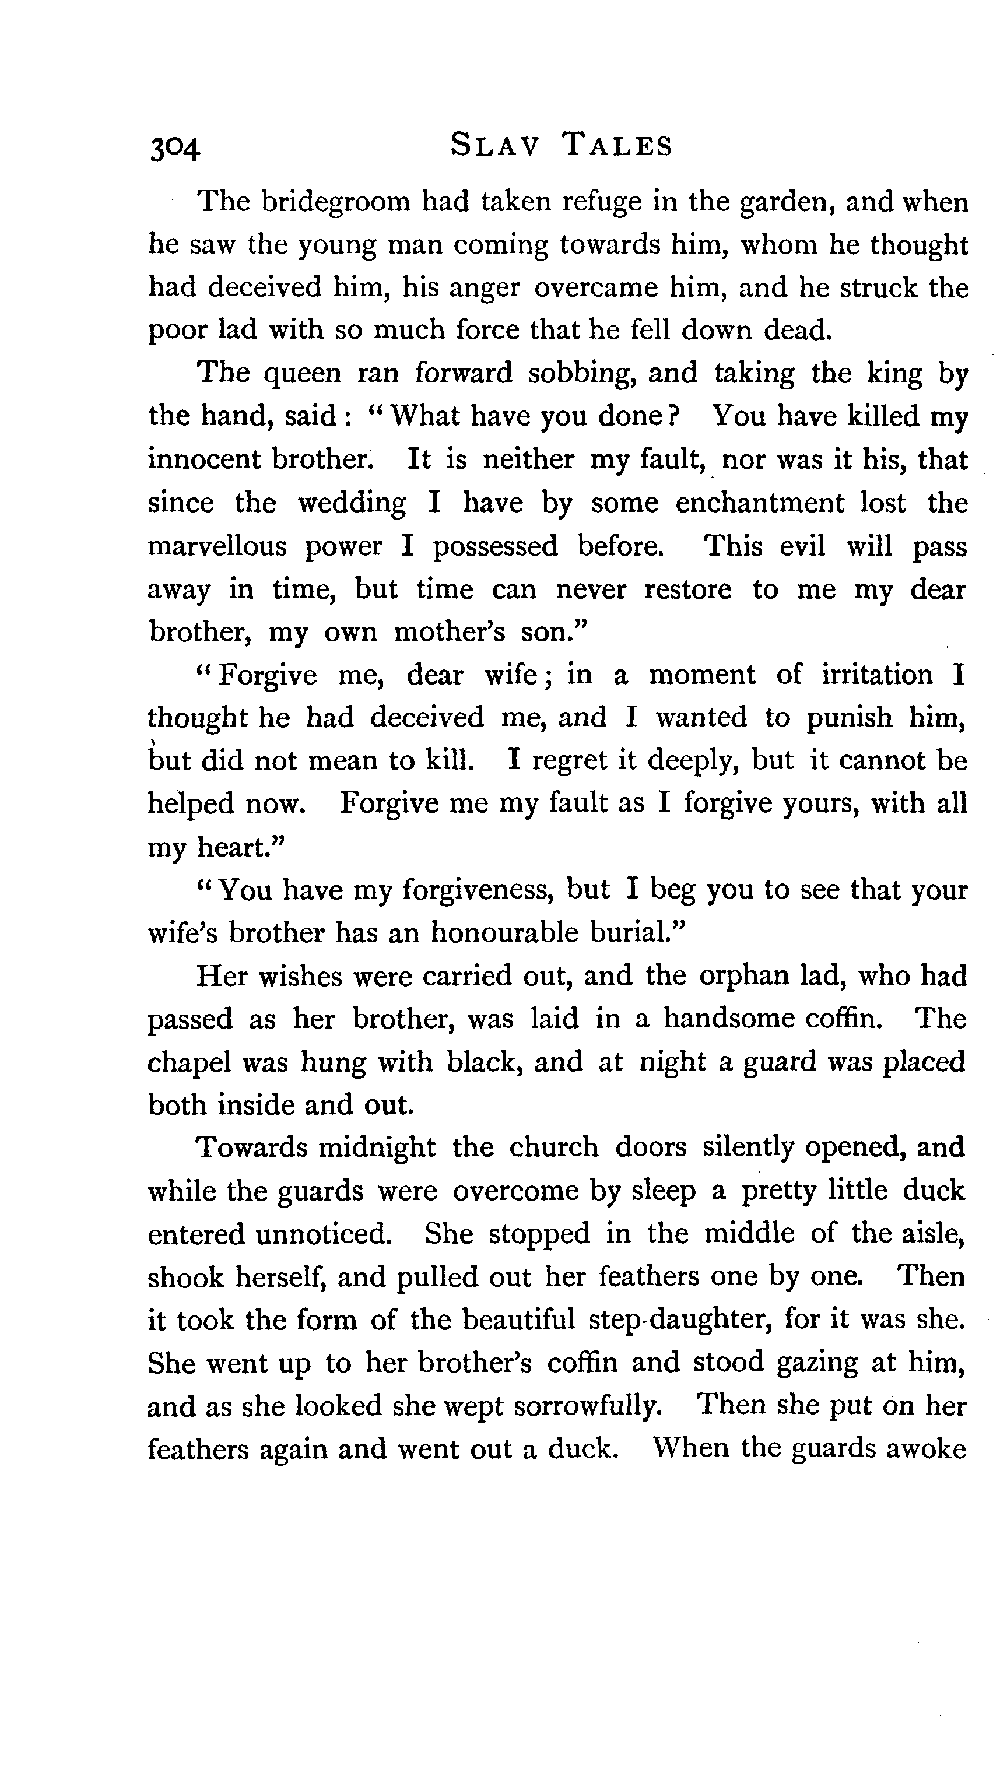 304 SLAV TALES
The bridegroom had taken refuge in the garden, and when
he saw the young man coming towards him, whom he thought
had deceived him, his anger overcame him, and he struck the
poor lad with so much force that he fell down dead.
The queen ran forward sobbing, and taking the king by
the hand, said: "What have you done? You have killed my
innocent brother. It is neither my fault, nor was it his, that
since the wedding I have by some enchantment lost the
marvellous power I possessed before. This evil will pass
away in time, but time can never restore to me my dear
brother, my own mother's son."
"Forgive me, dear wife; in a moment of irritation I
thought he had deceived me, and I wanted to punish him,
but did not mean to kill. I regret it deeply, but it cannot be
helped now. Forgive me my fault as I forgive yours, with all
my heart."
"You have my forgiveness, but I beg you to see that your
wife's brother has an honourable burial."
Her wishes were carried out, and the orphan lad, who had
passed as her brother, was laid in a handsome coffin. The
chapel was hung with black, and at night a guard was placed
both inside and out.
Towards midnight the church doors silently opened, and
while the guards were overcome by sleep a pretty little duck
entered unnoticed. She stopped in the middle of the aisle,
shook herself, and pulled out her feathers one by one. Then
it took the form of the beautiful step-daughter, for it was she.
She went up to her brother's coffin and stood gazing at him,
and as she looked she wept sorrowfully. Then she put on her
feathers again and went out a duck. When the guards awoke